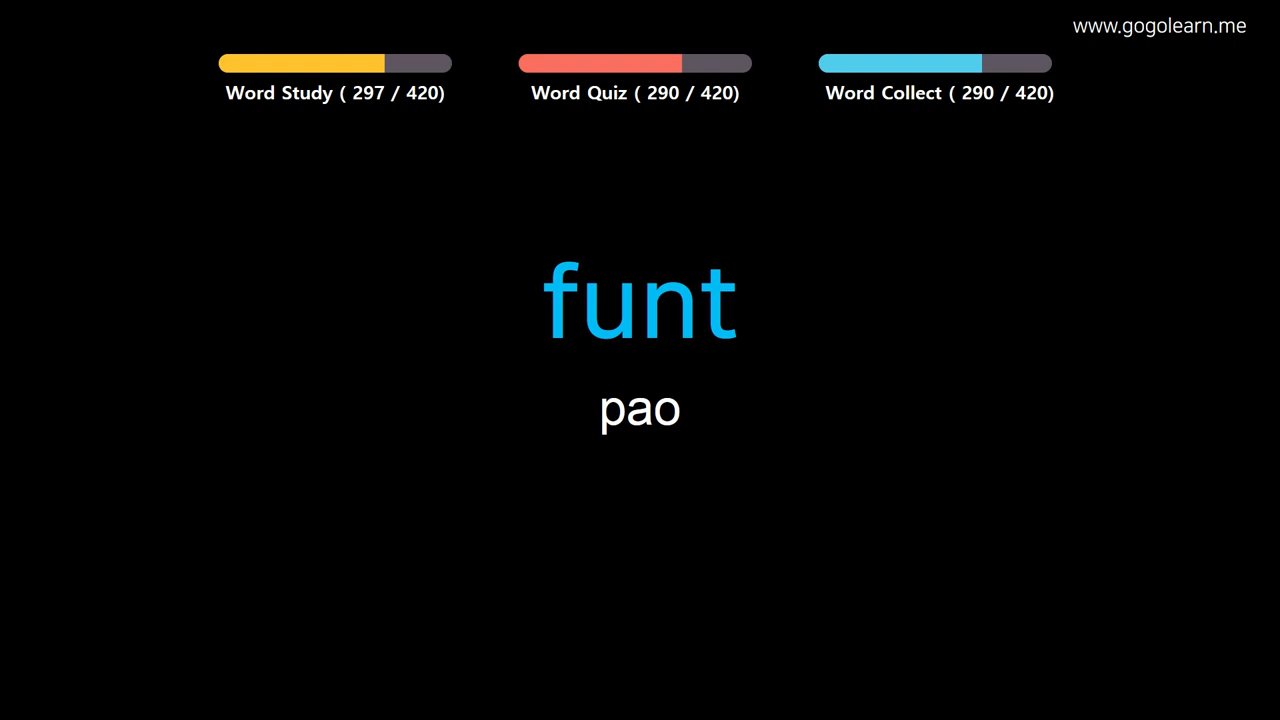 www.gogolearn.me
Word Study ( 297 / 420)
Word Quiz ( 290 / 420)
Word Collect ( 290 / 420)
funt
pao